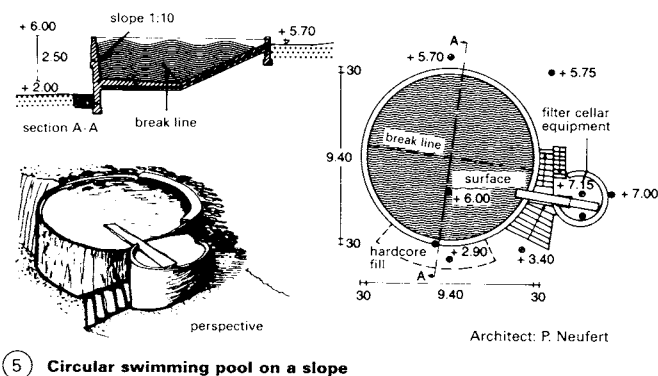 slope 1:10
+ 6.00
2.50
+ 2.00
+ 5.70
section A-A
break line
perspective
A
+ 5.70
+ 5.75
30
filter cellar
equipment
break line
9.40
surface
+ 7.15
+ 7.00
+ 6.00
30
hardcore
fill
+ 2.90
+ 3.40
A
30
9.40
30
Architect: P. Neufert
5 Circular swimming pool on a slope